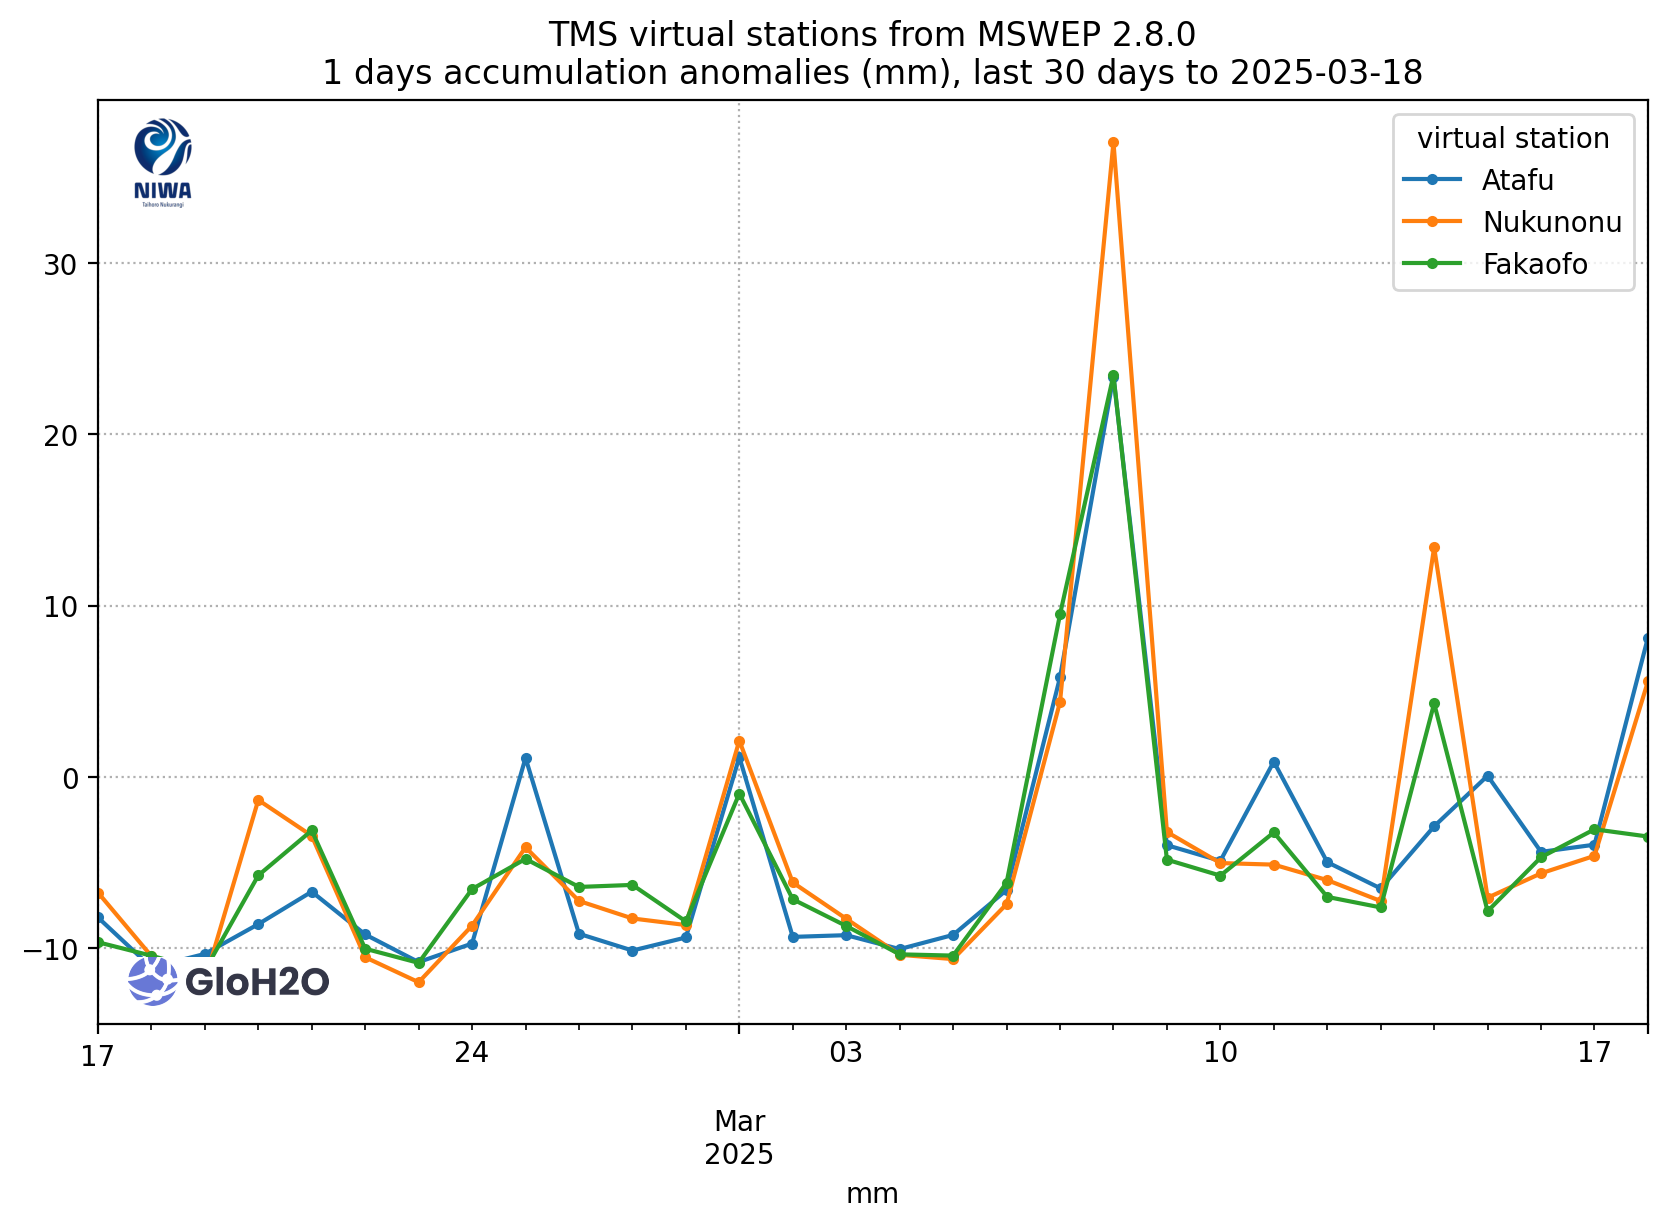 TMS virtual stations from MSWEP 2.8.0
1 days accumulation anomalies (mm), last 30 days to 2025-03-18
NIWA
Taihoro Nukurangi
virtual station
Atafu
Nukunonu
Fakaofo
30
20
10
0
−10
GloH2O
17
24
03
10
17
Mar
2025
mm